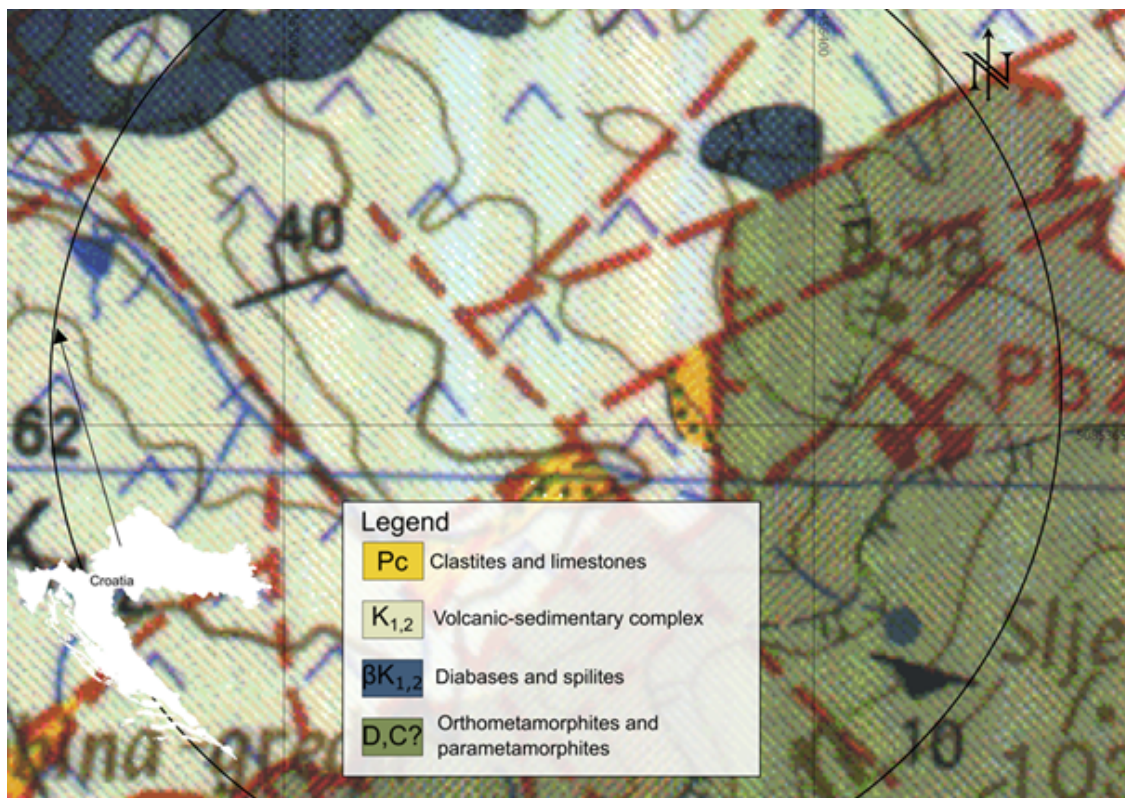 N
40
B38
62
Legend
Pc Clastites and limestones
K1,2 Volcanic-sedimentary complex
βK1,2 Diabases and spilites
D,C? Orthometamorphites and
parametamorphites
Croatia
10